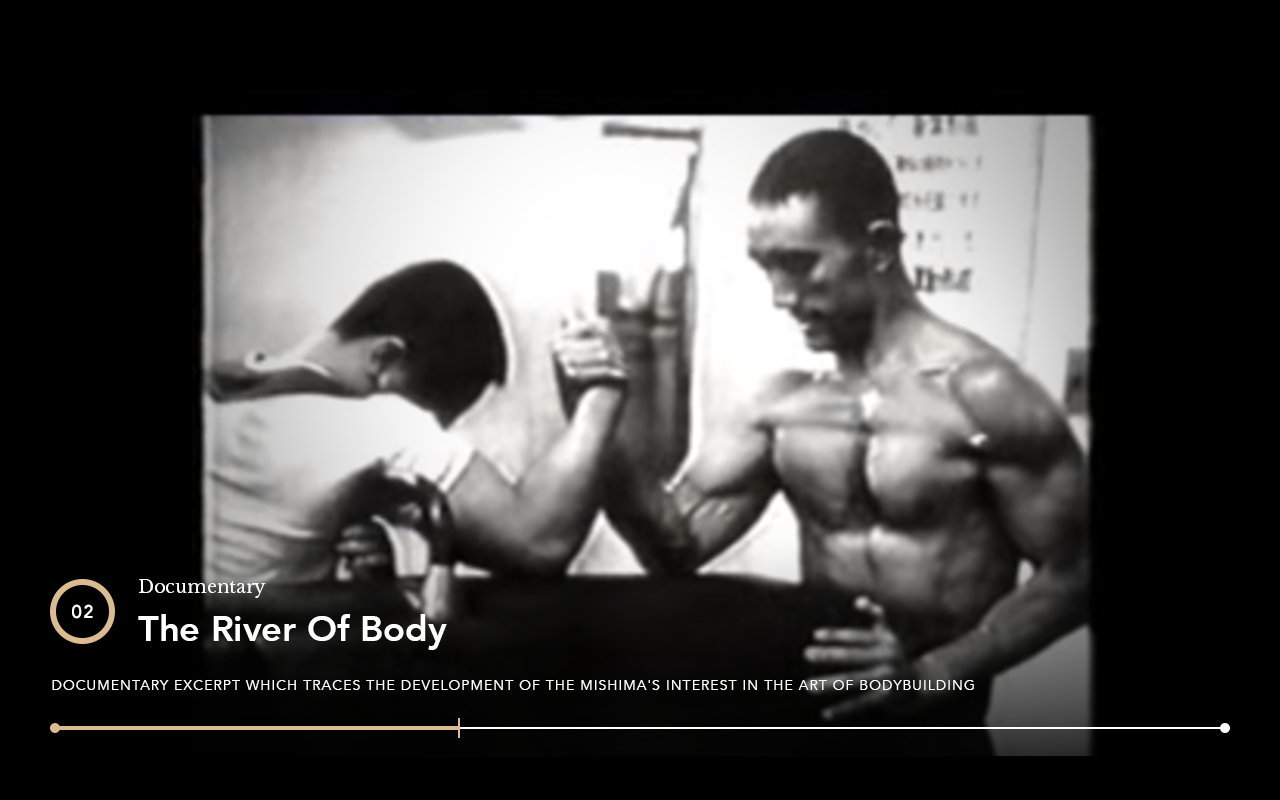 02
Documentary
The River Of Body
DOCUMENTARY EXCERPT WHICH TRACES THE DEVELOPMENT OF THE MISHIMA'S INTEREST IN THE ART OF BODYBUILDING